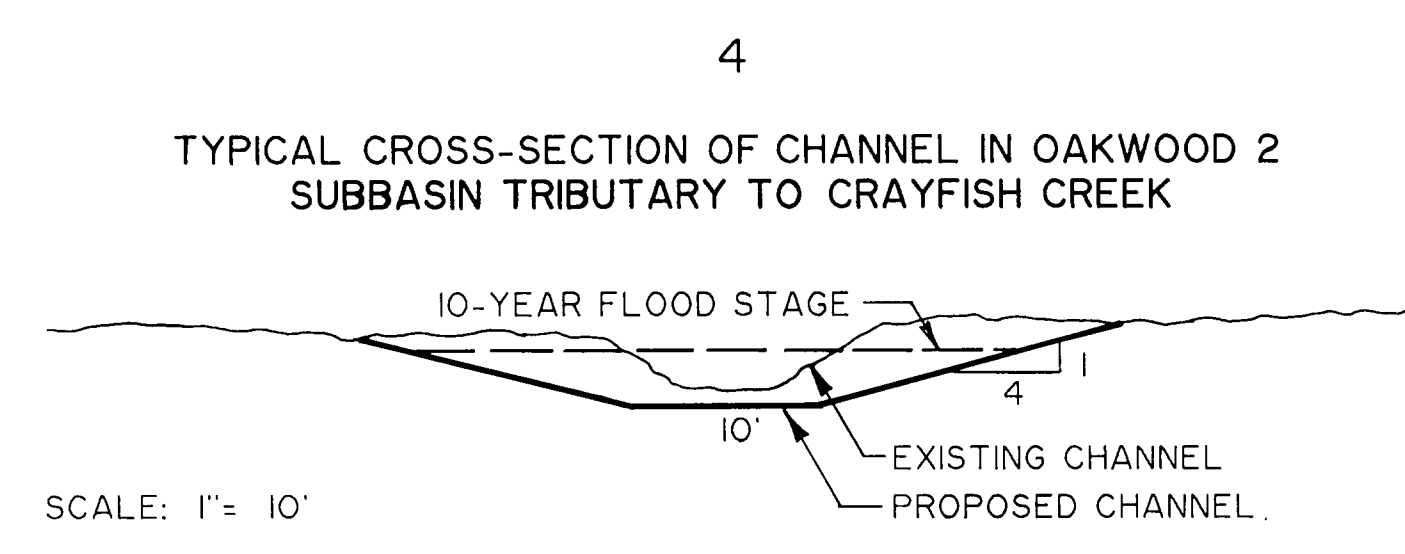 4
TYPICAL CROSS-SECTION OF CHANNEL IN OAKWOOD 2
SUBBASIN TRIBUTARY TO CRAYFISH CREEK
10-YEAR FLOOD STAGE
1
4
10'
EXISTING CHANNEL
SCALE: 1"= 10'
PROPOSED CHANNEL.